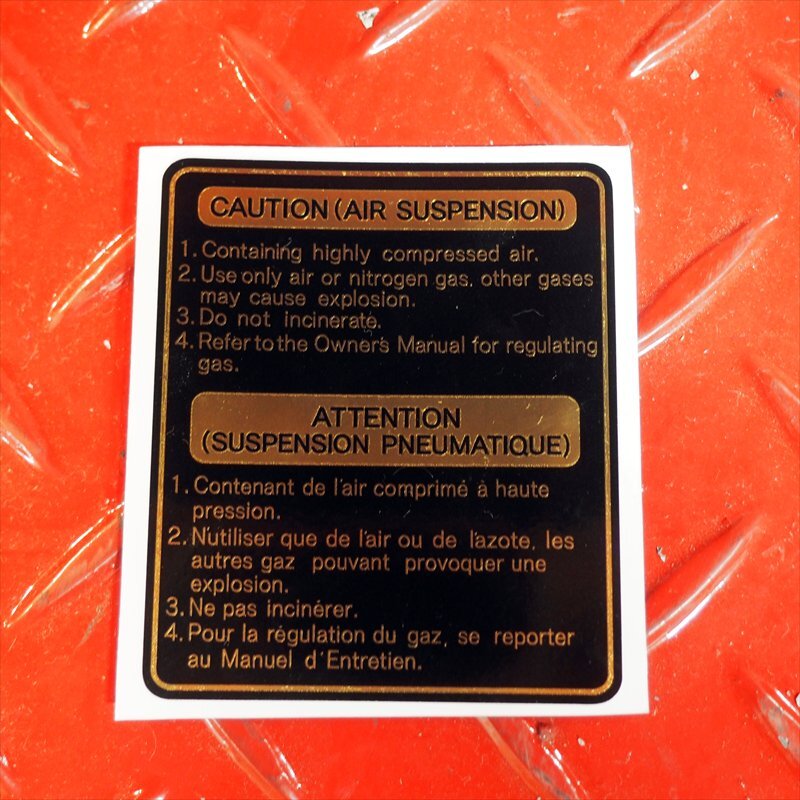 CAUTION (AIR SUSPENSION)
1. Containing highly compressed air.
2. Use only air or nitrogen gas. other gases
may cause explosion.
3. Do not incinerate.
4. Refer to the Owner's Manual for regulating
gas.
ATTENTION
(SUSPENSION PNEUMATIQUE)
1. Contenant de l'air comprimé à haute
pression.
2. N'utiliser que de l'air ou de l'azote, les
autres gaz pouvant provoquer une
explosion.
3. Ne pas incinérer.
4. Pour la régulation du gaz, se reporter
au Manuel d'Entretien.